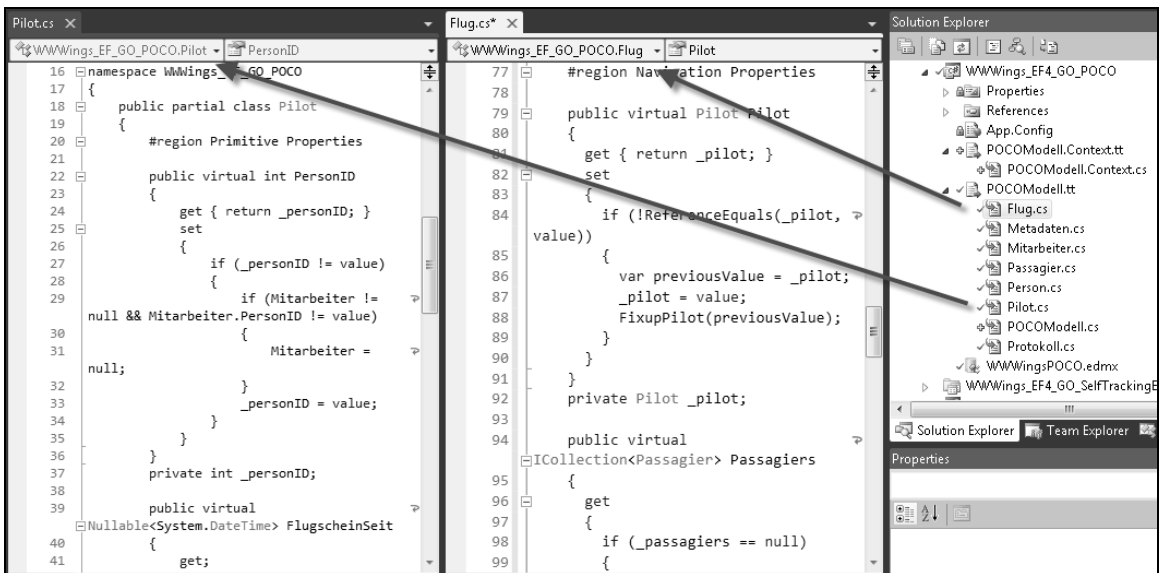 Pilot.cs
WWWings_EF_GO_POCO.Pilot
PersonID
16 namespace WWWings_EF_GO_POCO
17 {
18 public partial class Pilot
19 {
20 #region Primitive Properties
21
22 public virtual int PersonID
23 {
24 get { return _personID; }
25 set
26 {
27 if (_personID != value)
28 {
29 if (Mitarbeiter !=
null && Mitarbeiter.PersonID != value)
30 {
31 Mitarbeiter =
null;
32 }
33 _personID = value;
34 }
35 }
36 }
37 private int _personID;
38
39 public virtual
Nullable<System.DateTime> FlugscheinSeit
40 {
41 get;
Flug.cs*
WWWings_EF_GO_POCO.Flug
Pilot
77 #region Navigation Properties
78
79 public virtual Pilot Pilot
80 {
81 get { return _pilot; }
82 set
83 {
84 if (!ReferenceEquals(_pilot,
value))
85 {
86 var previousValue = _pilot;
87 _pilot = value;
88 FixupPilot(previousValue);
89 }
90 }
91 }
92 private Pilot _pilot;
93
94 public virtual
ICollection<Passagier> Passagiers
95 {
96 get
97 {
98 if (_passagiers == null)
99 {
Solution Explorer
WWWings_EF4_GO_POCO
Properties
References
App.Config
POCOModell.Context.tt
POCOModell.Context.cs
POCOModell.tt
Flug.cs
Metadaten.cs
Mitarbeiter.cs
Passagier.cs
Person.cs
Pilot.cs
POCOModell.cs
Protokoll.cs
WWWingsPOCO.edmx
WWWings_EF4_GO_SelfTrackingE
Solution Explorer
Team Explorer
Properties